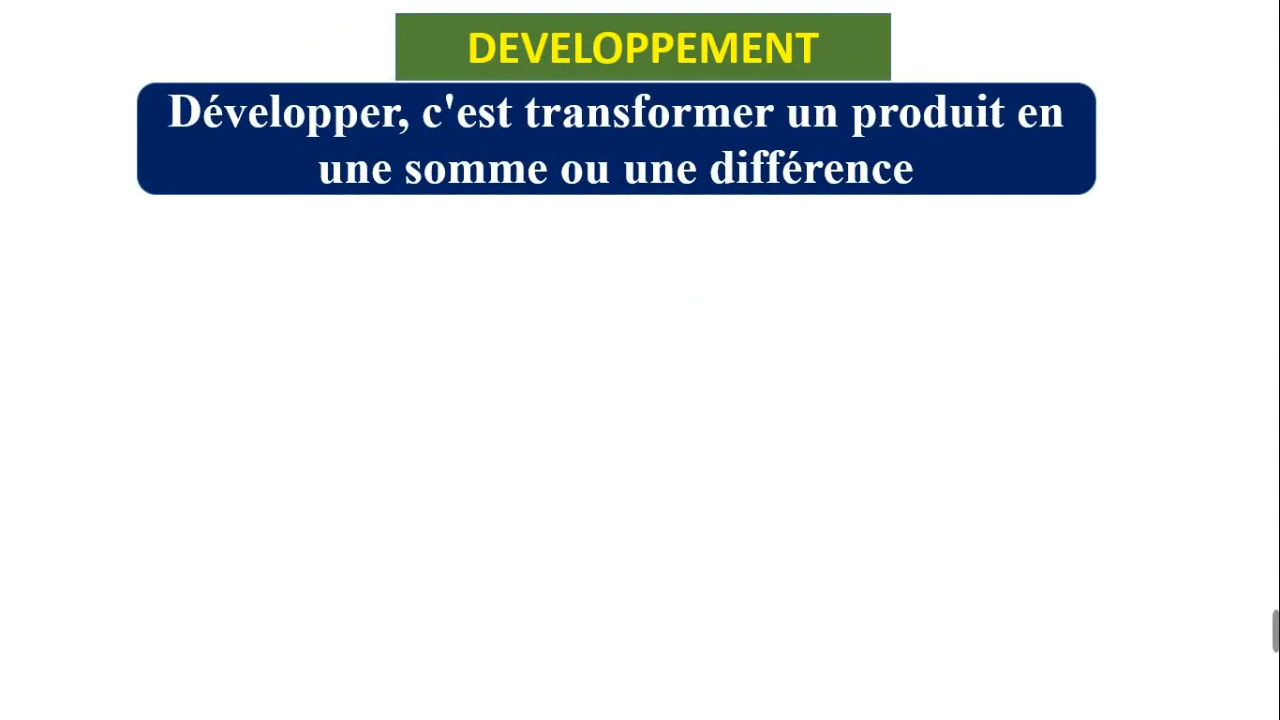 DEVELOPPEMENT
Développer, c'est transformer un produit en
une somme ou une différence